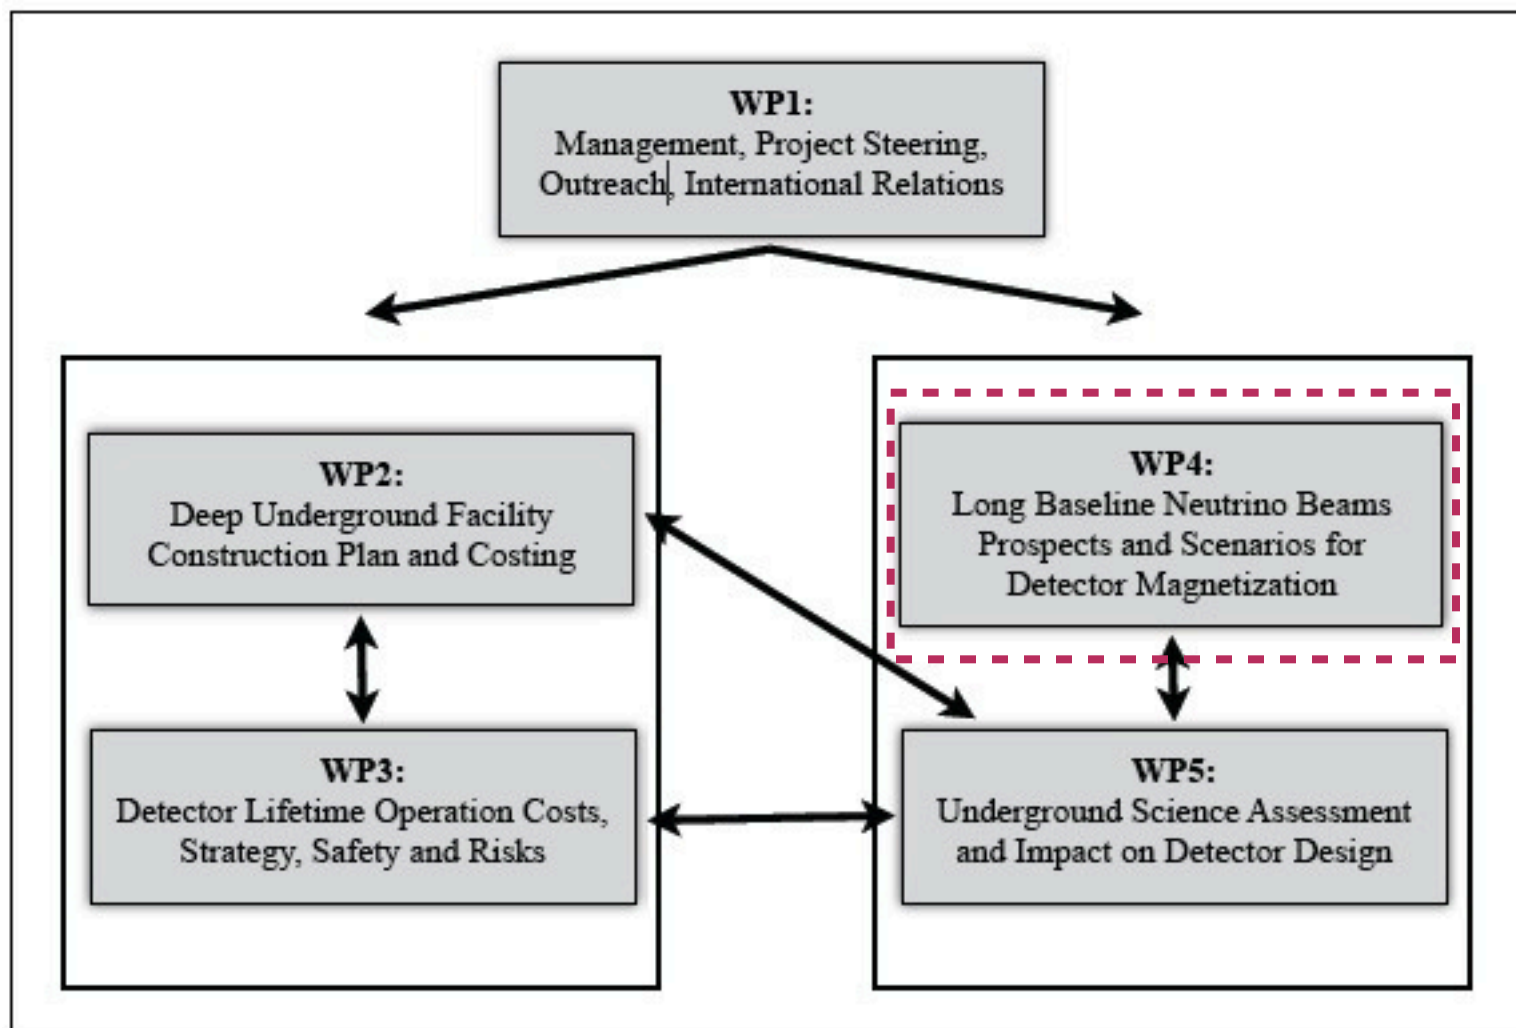 WP1:
Management, Project Steering,
Outreach, International Relations
WP2:
Deep Underground Facility
Construction Plan and Costing
WP4:
Long Baseline Neutrino Beams
Prospects and Scenarios for
Detector Magnetization
WP3:
Detector Lifetime Operation Costs,
Strategy, Safety and Risks
WP5:
Underground Science Assessment
and Impact on Detector Design